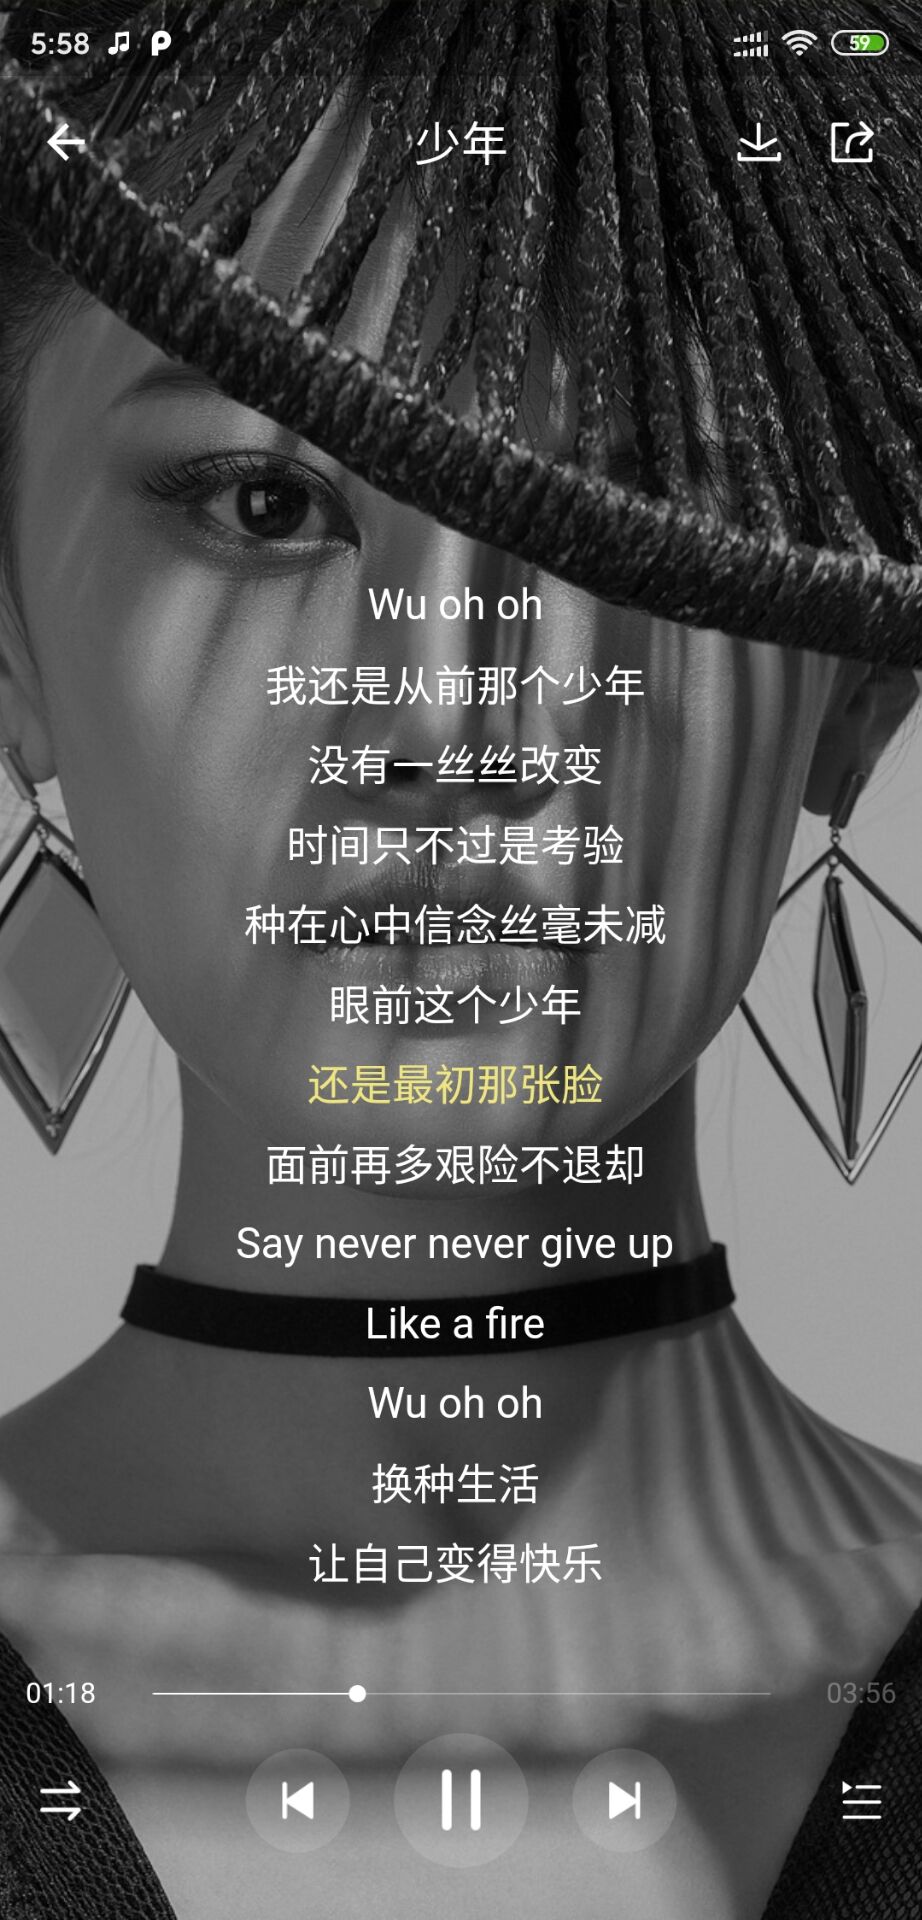 5:58
59
少年
Wu oh oh
我还是从前那个少年
没有一丝丝改变
时间只不过是考验
种在心中信念丝毫未减
眼前这个少年
还是最初那张脸
面前再多艰险不退却
Say never never give up
Like a fire
Wu oh oh
换种生活
让自己变得快乐
01:18
03:56